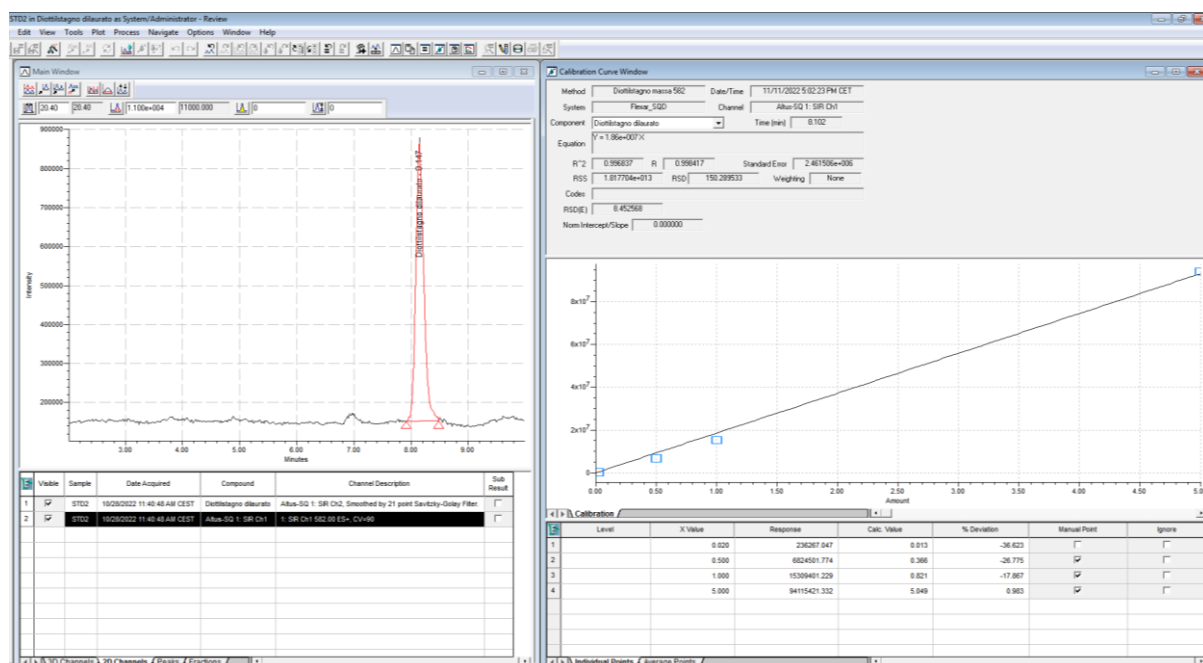 STD2 in Diottilstagno dilaurato as System/Administrator - Review
Edit View Tools Plot Process Navigate Options Window Help
Main Window
20.40 20.40 1.100e+004 11000.000 0 0
900000
800000
700000
600000
500000
400000
300000
200000
Intensity
Diottilstagno dilaurato - 8.147
3.00 4.00 5.00 6.00 7.00 8.00 9.00
Minutes
Visible Sample Date Acquired Compound Channel Description Sub Result
1 STD2 10/28/2022 11:40:48 AM CEST Diottilstagno dilaurato Altus-SQ 1: SIR Ch2, Smoothed by 21 point Savitzky-Golay Filter.
2 STD2 10/28/2022 11:40:48 AM CEST Altus-SQ 1: SIR Ch1 1: SIR Ch1 582.00 ES+, CV=90
3D Channels 2D Channels Peaks Fractions
Calibration Curve Window
Method Diottilstagno massa 582 Date/Time 11/11/2022 5:02:23 PM CET
System Flexar_SQD Channel Altus-SQ 1: SIR Ch1
Component Diottilstagno dilaurato Time (min) 8.102
Equation Y = 1.86e+007 X
R^2 0.996837 R 0.998417 Standard Error 2.461506e+006
RSS 1.817704e+013 RSD 150.289533 Weighting None
Codes
RSD(E) 8.452568
Norm Intercept/Slope 0.000000
8x10^7
6x10^7
4x10^7
2x10^7
0
0.00 0.50 1.00 1.50 2.00 2.50 3.00 3.50 4.00 4.50 5.0
Amount
Calibration
Level X Value Response Calc. Value % Deviation Manual Point Ignore
1 0.020 236267.047 0.013 -36.623
2 0.500 6824501.774 0.366 -26.775
3 1.000 15309401.229 0.821 -17.867
4 5.000 94115421.332 5.049 0.983
Individual Points Average Points